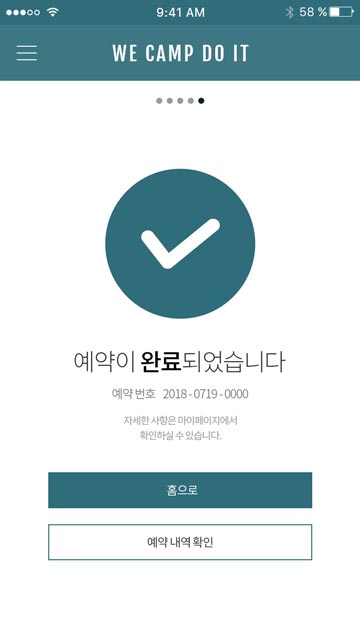 9:41 AM
58 %
WE CAMP DO IT
예약이 완료되었습니다
예약 번호 2018 - 0719 - 0000
자세한 사항은 마이페이지에서
확인하실 수 있습니다.
홈으로
예약 내역 확인